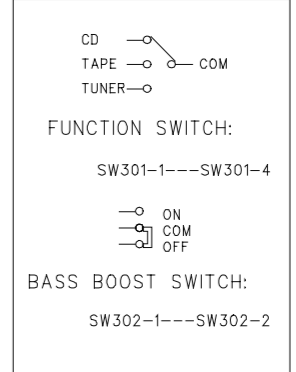 CD
TAPE COM
TUNER
FUNCTION SWITCH:
SW301-1---SW301-4
ON
COM
OFF
BASS BOOST SWITCH:
SW302-1---SW302-2